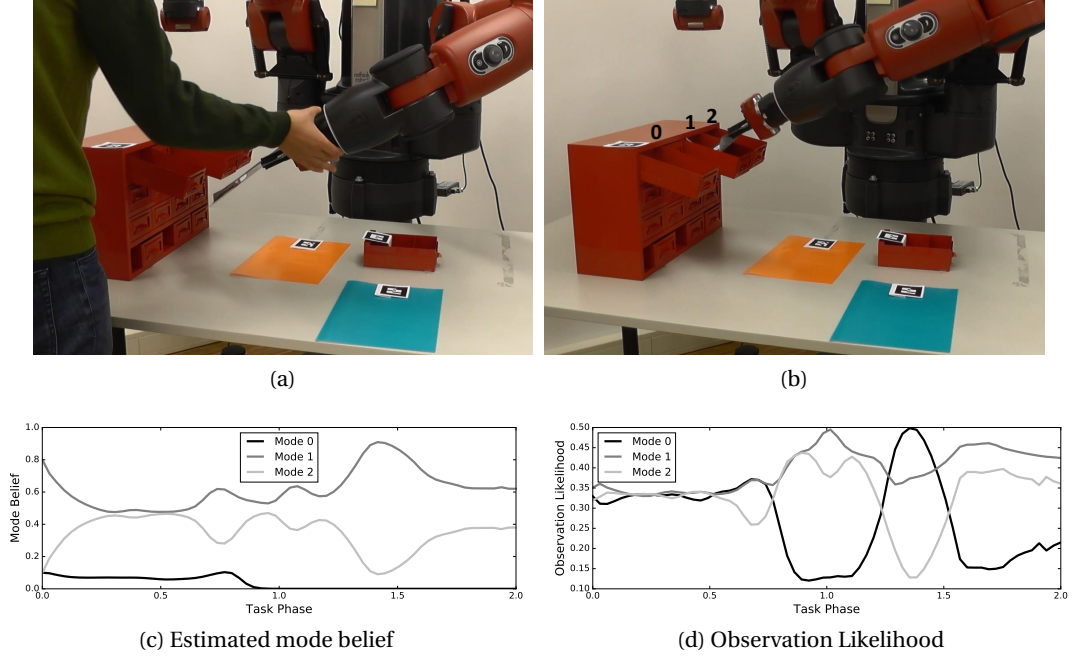 0 1 2
(a) (b)
1.0
0.8
0.6
0.4
0.2
0.0
Mode Belief
Mode 0
Mode 1
Mode 2
0.0 0.5 1.0 1.5 2.0
Task Phase
(c) Estimated mode belief
0.50
0.45
0.40
0.35
0.30
0.25
0.20
0.15
0.10
Observation Likelihood
Mode 0
Mode 1
Mode 2
0.0 0.5 1.0 1.5 2.0
Task Phase
(d) Observation Likelihood